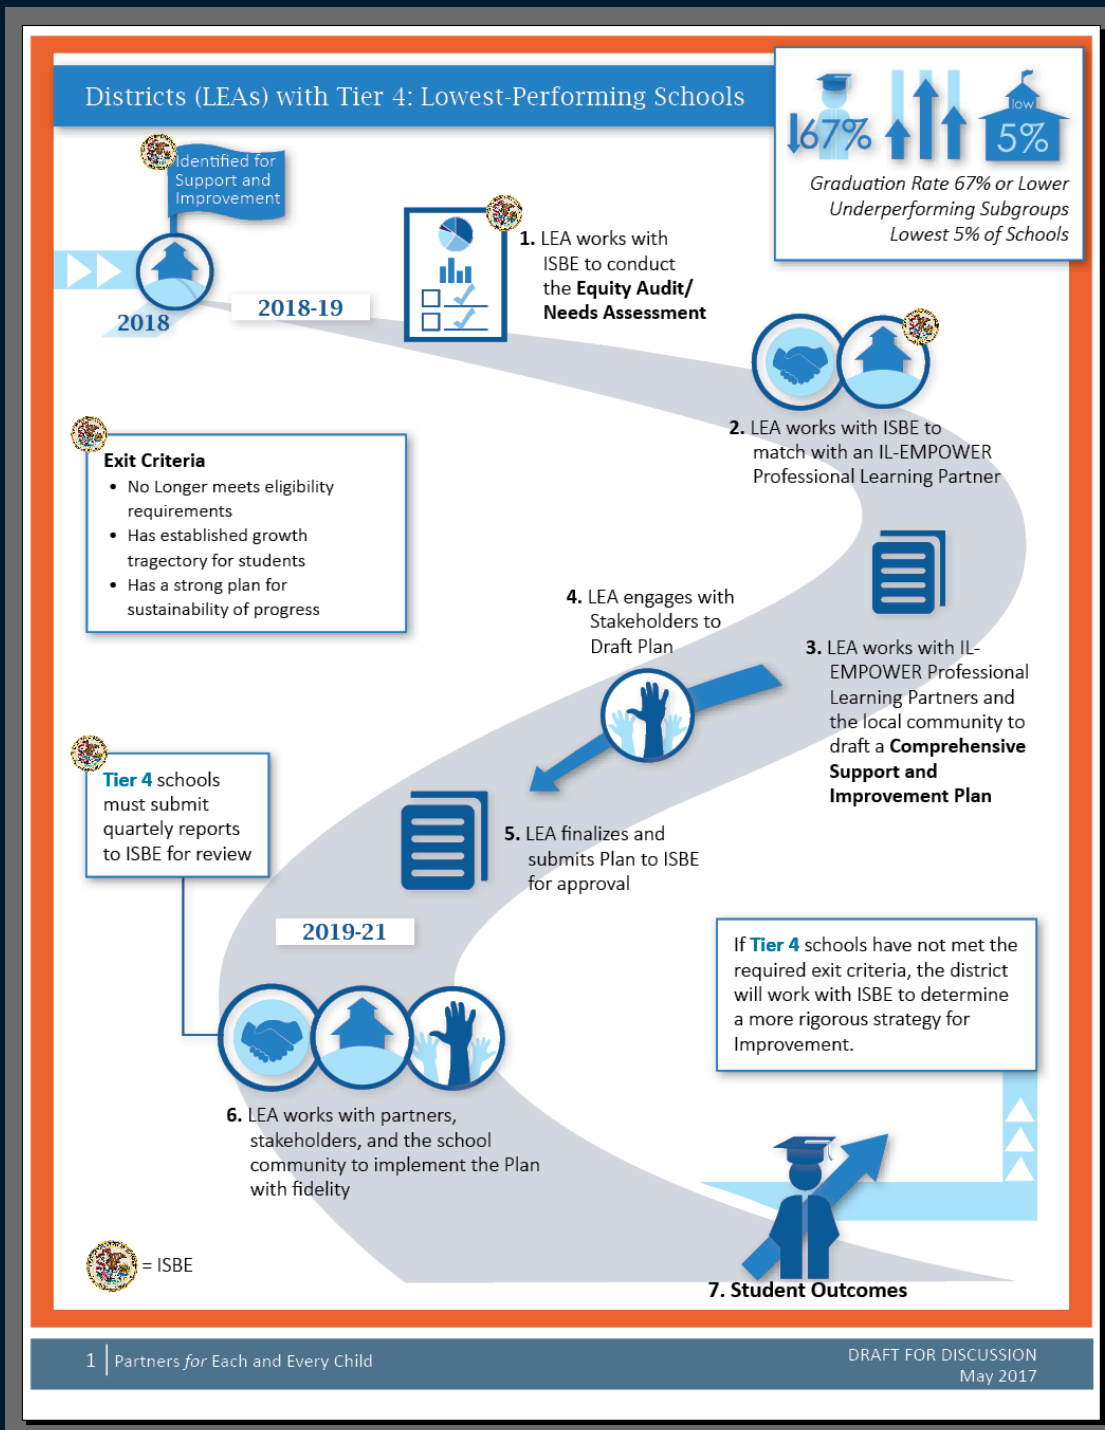 Districts (LEAs) with Tier 4: Lowest-Performing Schools
67%
low
5%
Graduation Rate 67% or Lower
Underperforming Subgroups
Lowest 5% of Schools
Identified for
Support and
Improvement
2018
2018-19
1. LEA works with
ISBE to conduct
the Equity Audit/
Needs Assessment
2. LEA works with ISBE to
match with an IL-EMPOWER
Professional Learning Partner
Exit Criteria
• No Longer meets eligibility
requirements
• Has established growth
tragectory for students
• Has a strong plan for
sustainability of progress
3. LEA works with IL-
EMPOWER Professional
Learning Partners and
the local community to
draft a Comprehensive
Support and
Improvement Plan
4. LEA engages with
Stakeholders to
Draft Plan
Tier 4 schools
must submit
quartely reports
to ISBE for review
5. LEA finalizes and
submits Plan to ISBE
for approval
2019-21
6. LEA works with partners,
stakeholders, and the school
community to implement the Plan
with fidelity
If Tier 4 schools have not met the
required exit criteria, the district
will work with ISBE to determine
a more rigorous strategy for
Improvement.
7. Student Outcomes
= ISBE
1 | Partners for Each and Every Child
DRAFT FOR DISCUSSION
May 2017